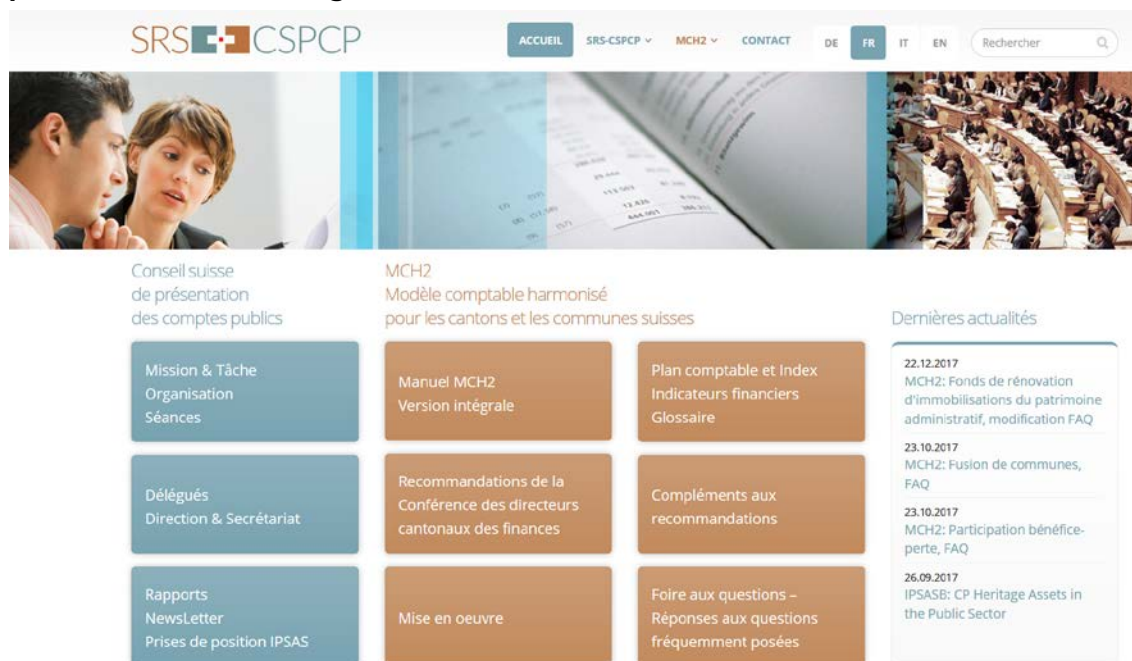 SRS CSPCP
ACCUEIL SRS-CSPCP MCH2 CONTACT DE FR IT EN Rechercher
Conseil suisse
de présentation
des comptes publics
MCH2
Modèle comptable harmonisé
pour les cantons et les communes suisses
Dernières actualités
Mission & Tâche
Organisation
Séances
Manuel MCH2
Version intégrale
Plan comptable et Index
Indicateurs financiers
Glossaire
Délégués
Direction & Secrétariat
Recommandations de la
Conférence des directeurs
cantonaux des finances
Compléments aux
recommandations
Rapports
NewsLetter
Prises de position IPSAS
Mise en oeuvre
Foire aux questions –
Réponses aux questions
fréquemment posées
22.12.2017
MCH2: Fonds de rénovation
d'immobilisations du patrimoine
administratif, modification FAQ
23.10.2017
MCH2: Fusion de communes,
FAQ
23.10.2017
MCH2: Participation bénéfice-
perte, FAQ
26.09.2017
IPSASB: CP Heritage Assets in
the Public Sector